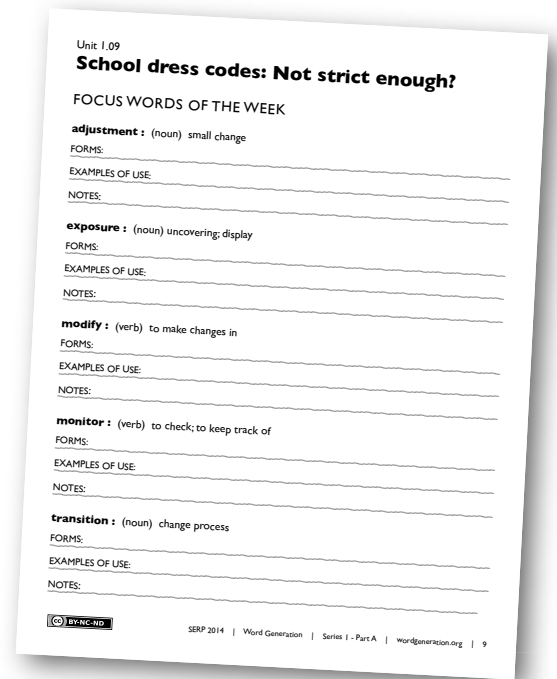 Unit 1.09
School dress codes: Not strict enough?
FOCUS WORDS OF THE WEEK
adjustment : (noun) small change
FORMS:
EXAMPLES OF USE:
NOTES:
exposure : (noun) uncovering; display
FORMS:
EXAMPLES OF USE:
NOTES:
modify : (verb) to make changes in
FORMS:
EXAMPLES OF USE:
NOTES:
monitor : (verb) to check; to keep track of
FORMS:
EXAMPLES OF USE:
NOTES:
transition : (noun) change process
FORMS:
EXAMPLES OF USE:
NOTES:
cc BY-NC-ND
SERP 2014 | Word Generation | Series 1 - Part A | wordgeneration.org | 9